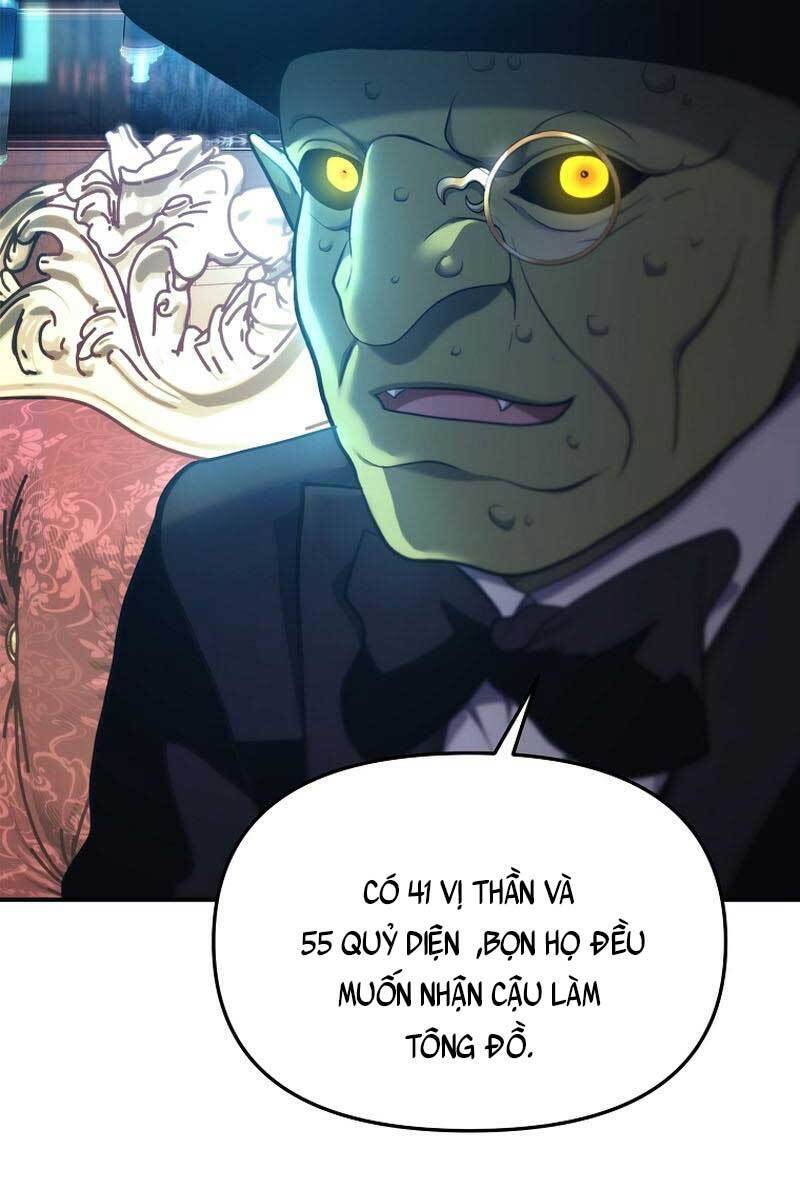 CÓ 41 VỊ THẦN VÀ
55 QUỶ DIỆN ,BỌN HỌ ĐỀU
MUỐN NHẬN CẬU LÀM
TÔNG ĐỒ.